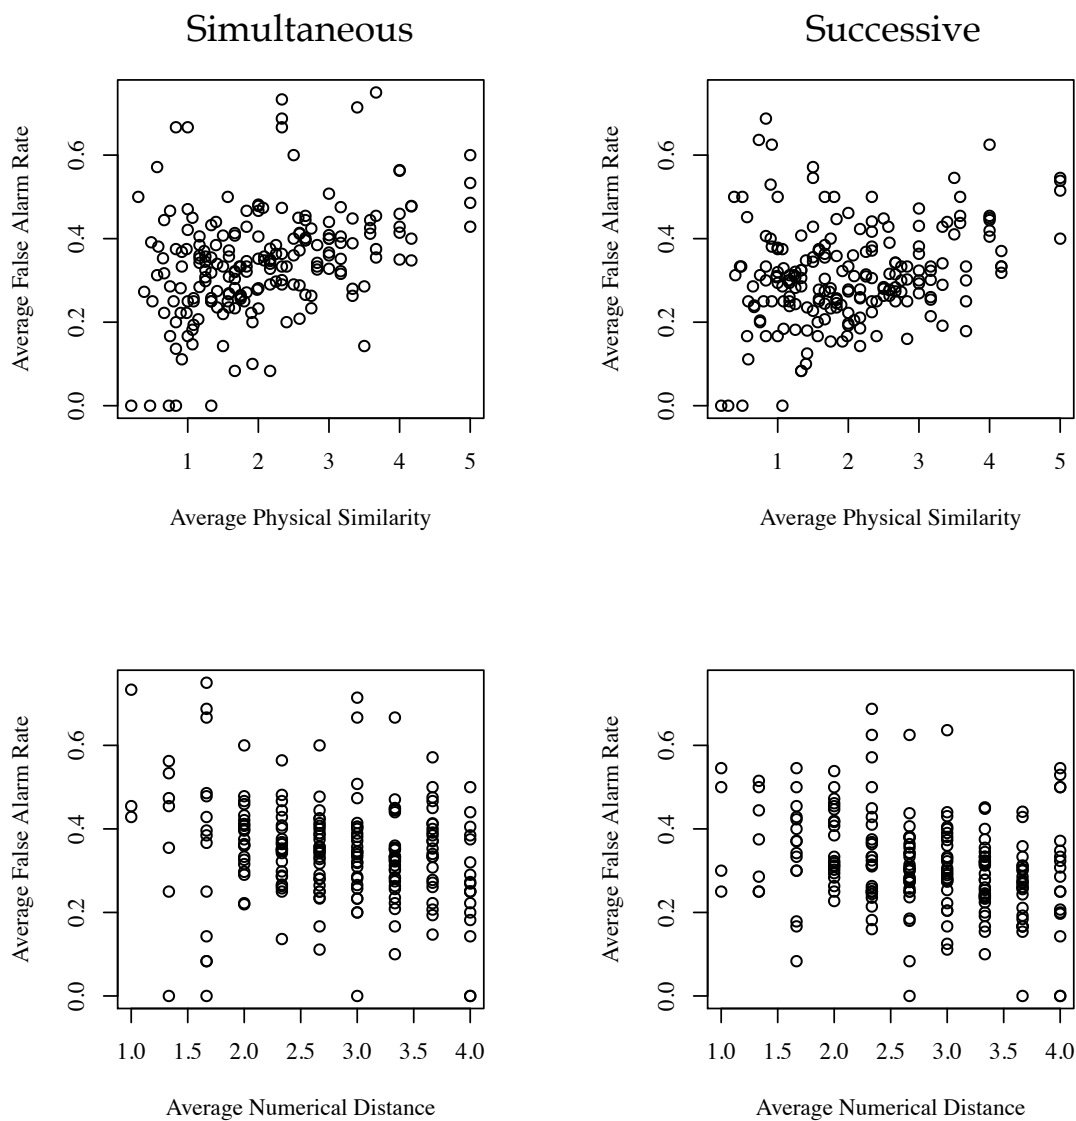 Simultaneous
Successive
Average False Alarm Rate
0.6
0.4
0.2
0.0
1 2 3 4 5
Average Physical Similarity
Average False Alarm Rate
0.6
0.4
0.2
0.0
1 2 3 4 5
Average Physical Similarity
Average False Alarm Rate
0.6
0.4
0.2
0.0
1.0 1.5 2.0 2.5 3.0 3.5 4.0
Average Numerical Distance
Average False Alarm Rate
0.6
0.4
0.2
0.0
1.0 1.5 2.0 2.5 3.0 3.5 4.0
Average Numerical Distance